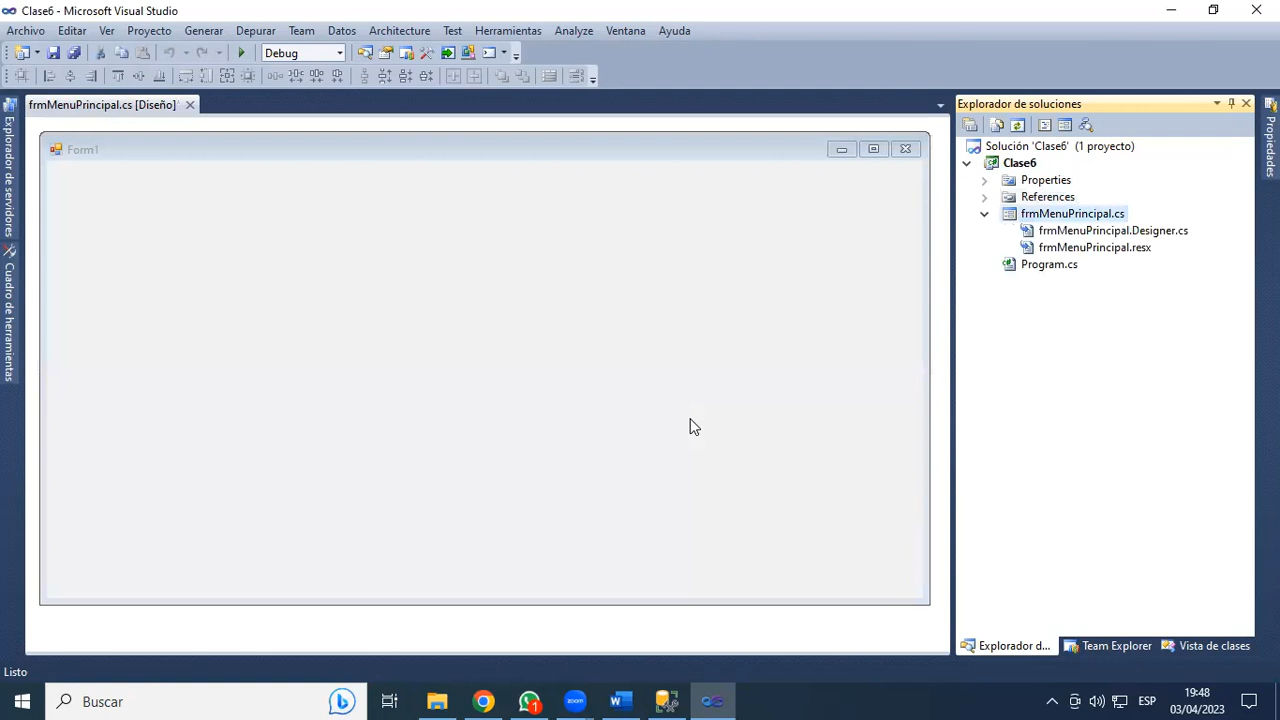 Clase6 - Microsoft Visual Studio
Archivo Editar Ver Proyecto Generar Depurar Team Datos Architecture Test Herramientas Analyze Ventana Ayuda
Debug
frmMenuPrincipal.cs [Diseño]
Form1
Explorador de servidores
Cuadro de herramientas
Explorador de soluciones
Solución 'Clase6' (1 proyecto)
Clase6
Properties
References
frmMenuPrincipal.cs
frmMenuPrincipal.Designer.cs
frmMenuPrincipal.resx
Program.cs
Propiedades
Explorador d... Team Explorer Vista de clases
Listo
Buscar
1
zoom
ESP
19:48
03/04/2023